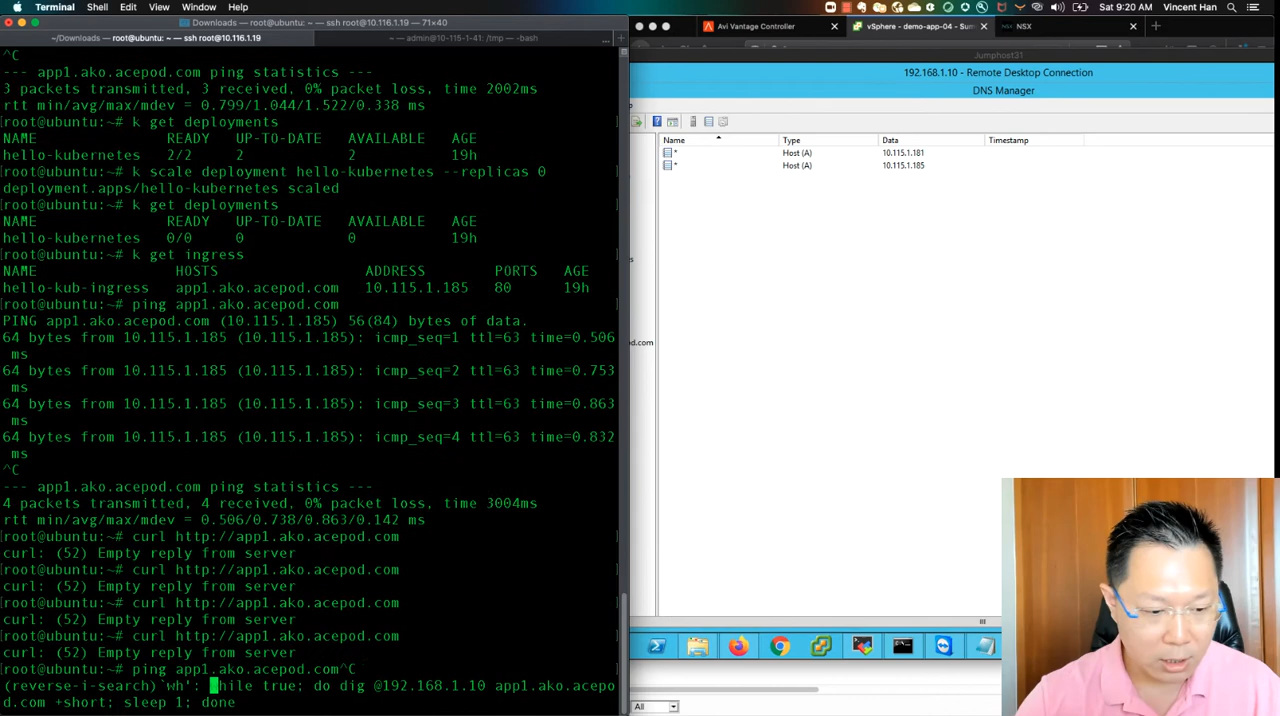 Terminal Shell Edit View Window Help
Sat 9:20 AM Vincent Han
Downloads — root@ubuntu: ~ — ssh root@10.116.1.19 — 71×40
~/Downloads — root@ubuntu: ~ — ssh root@10.116.1.19
~ — admin@10-115-1-41: /tmp — -bash
^C
--- app1.ako.acepod.com ping statistics ---
3 packets transmitted, 3 received, 0% packet loss, time 2002ms
rtt min/avg/max/mdev = 0.799/1.044/1.522/0.338 ms
[root@ubuntu:~# k get deployments
NAME READY UP-TO-DATE AVAILABLE AGE
hello-kubernetes 2/2 2 2 19h
[root@ubuntu:~# k scale deployment hello-kubernetes --replicas 0
deployment.apps/hello-kubernetes scaled
[root@ubuntu:~# k get deployments
NAME READY UP-TO-DATE AVAILABLE AGE
hello-kubernetes 0/0 0 0 19h
[root@ubuntu:~# k get ingress
NAME HOSTS ADDRESS PORTS AGE
hello-kub-ingress app1.ako.acepod.com 10.115.1.185 80 19h
[root@ubuntu:~# ping app1.ako.acepod.com
PING app1.ako.acepod.com (10.115.1.185) 56(84) bytes of data.
64 bytes from 10.115.1.185 (10.115.1.185): icmp_seq=1 ttl=63 time=0.506
ms
64 bytes from 10.115.1.185 (10.115.1.185): icmp_seq=2 ttl=63 time=0.753
ms
64 bytes from 10.115.1.185 (10.115.1.185): icmp_seq=3 ttl=63 time=0.863
ms
64 bytes from 10.115.1.185 (10.115.1.185): icmp_seq=4 ttl=63 time=0.832
ms
^C
--- app1.ako.acepod.com ping statistics ---
4 packets transmitted, 4 received, 0% packet loss, time 3004ms
rtt min/avg/max/mdev = 0.506/0.738/0.863/0.142 ms
[root@ubuntu:~# curl http://app1.ako.acepod.com
curl: (52) Empty reply from server
[root@ubuntu:~# curl http://app1.ako.acepod.com
curl: (52) Empty reply from server
[root@ubuntu:~# curl http://app1.ako.acepod.com
curl: (52) Empty reply from server
[root@ubuntu:~# curl http://app1.ako.acepod.com
curl: (52) Empty reply from server
[root@ubuntu:~# ping app1.ako.acepod.com^C
(reverse-i-search)`wh': while true; do dig @192.168.1.10 app1.ako.acepo
d.com +short; sleep 1; done
Avi Vantage Controller
vSphere - demo-app-04 - Sum
NSX
Jumphost31
192.168.1.10 - Remote Desktop Connection
DNS Manager
Name Type Data Timestamp
* Host (A) 10.115.1.181
* Host (A) 10.115.1.185
s
pod.com
All